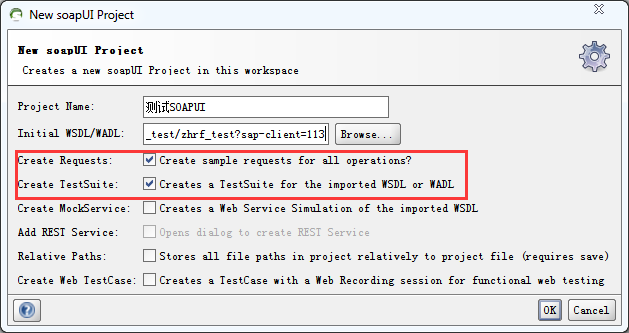 New soapUI Project
New soapUI Project
Creates a new soapUI Project in this workspace
Project Name: 测试SOAPUI
Initial WSDL/WADL: _test/zhrf_test?sap-client=113 Browse...
Create Requests: Create sample requests for all operations?
Create TestSuite: Creates a TestSuite for the imported WSDL or WADL
Create MockService: Creates a Web Service Simulation of the imported WSDL
Add REST Service: Opens dialog to create REST Service
Relative Paths: Stores all file paths in project relatively to project file (requires save)
Create Web TestCase: Creates a TestCase with a Web Recording session for functional web testing
? OK Cancel